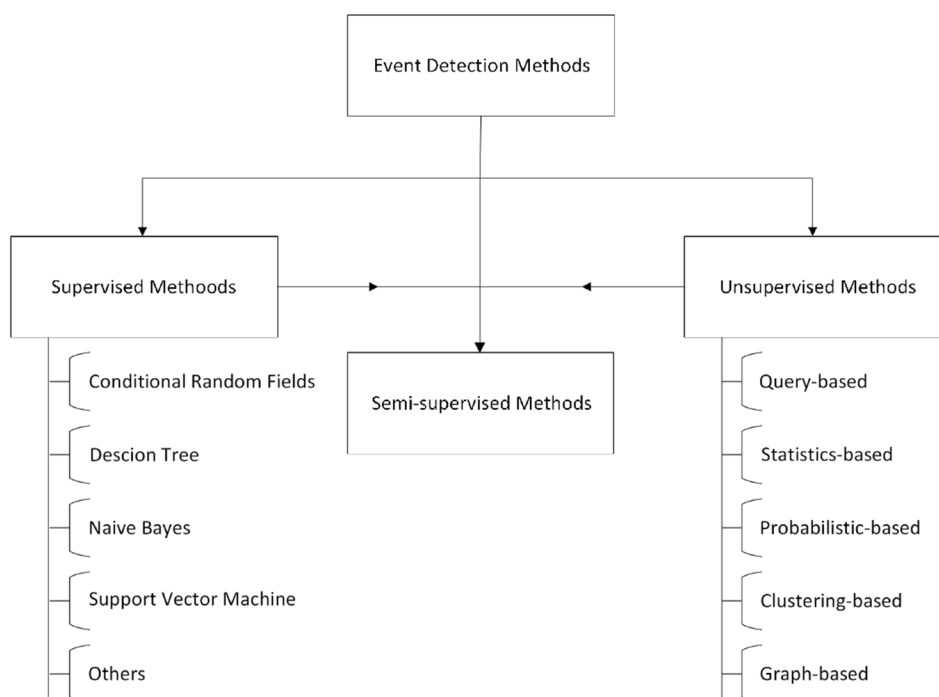 Event Detection Methods
Supervised Methoods
Unsupervised Methods
Semi-supervised Methods
Conditional Random Fields
Descion Tree
Naive Bayes
Support Vector Machine
Others
Query-based
Statistics-based
Probabilistic-based
Clustering-based
Graph-based